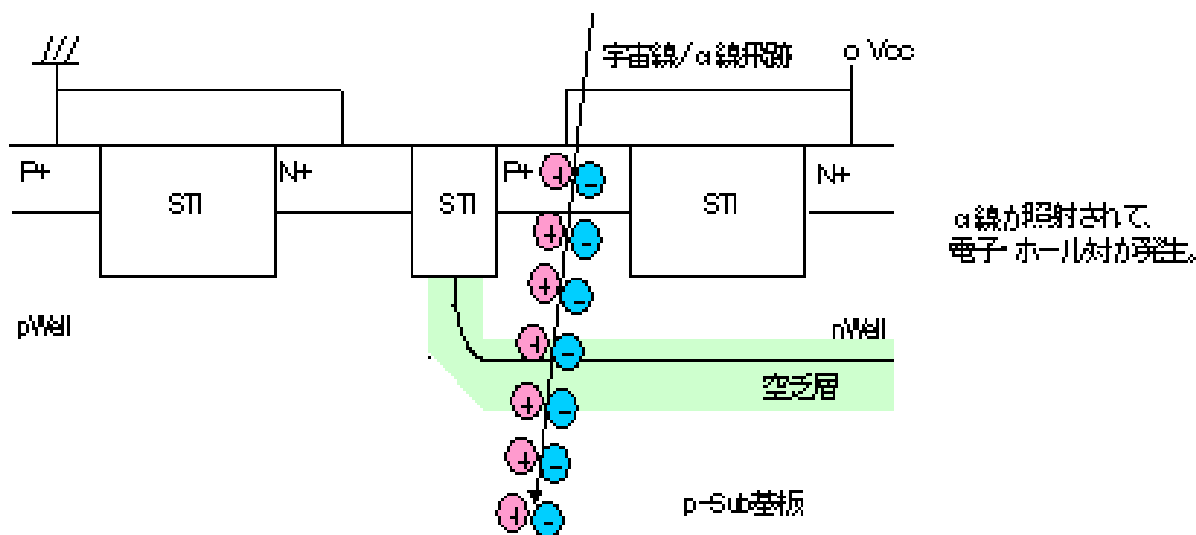 宇宙線/α線飛跡
Vcc
P+
STI
N+
STI
P+
STI
N+
α線が照射されて、
電子・ホール対が発生。
pWell
nWell
空乏層
p-Sub基板
+ -
+ -
+ -
+ -
+ -
+ -
+ -